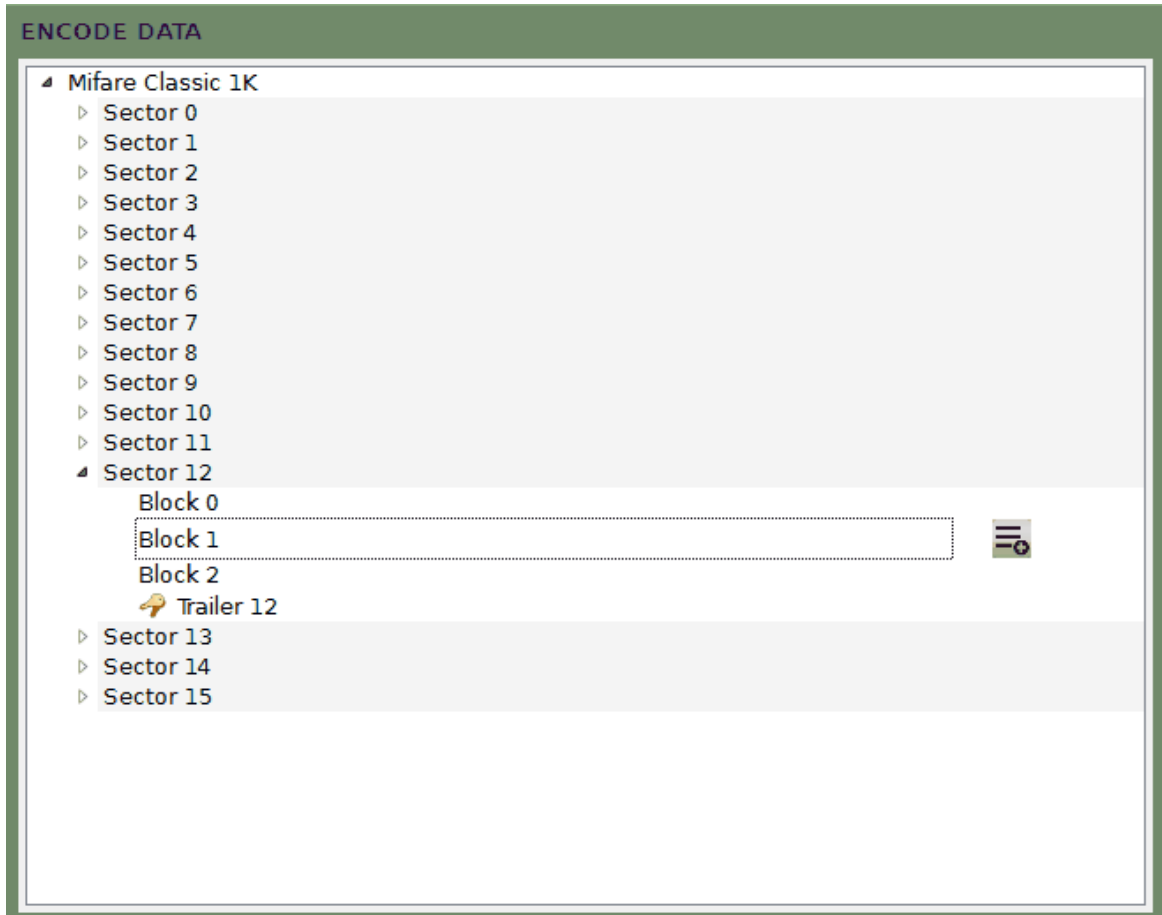 ENCODE DATA
Mifare Classic 1K
Sector 0
Sector 1
Sector 2
Sector 3
Sector 4
Sector 5
Sector 6
Sector 7
Sector 8
Sector 9
Sector 10
Sector 11
Sector 12
Block 0
Block 1
Block 2
Trailer 12
Sector 13
Sector 14
Sector 15